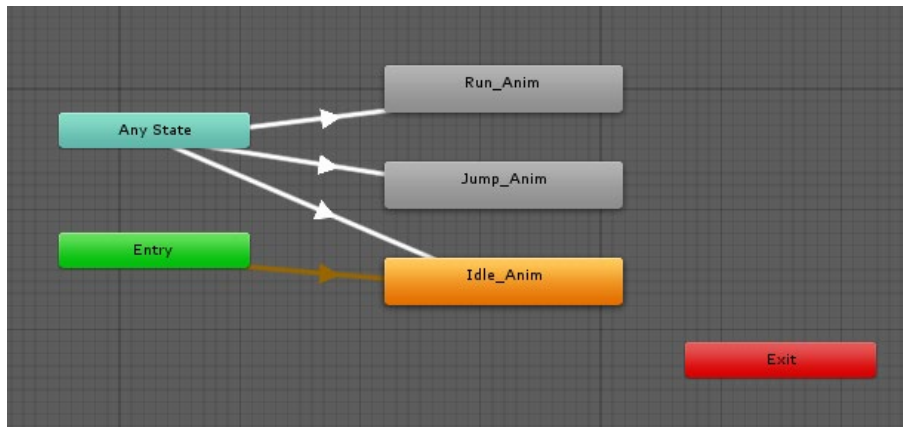 Run_Anim
Any State
Jump_Anim
Entry
Idle_Anim
Exit